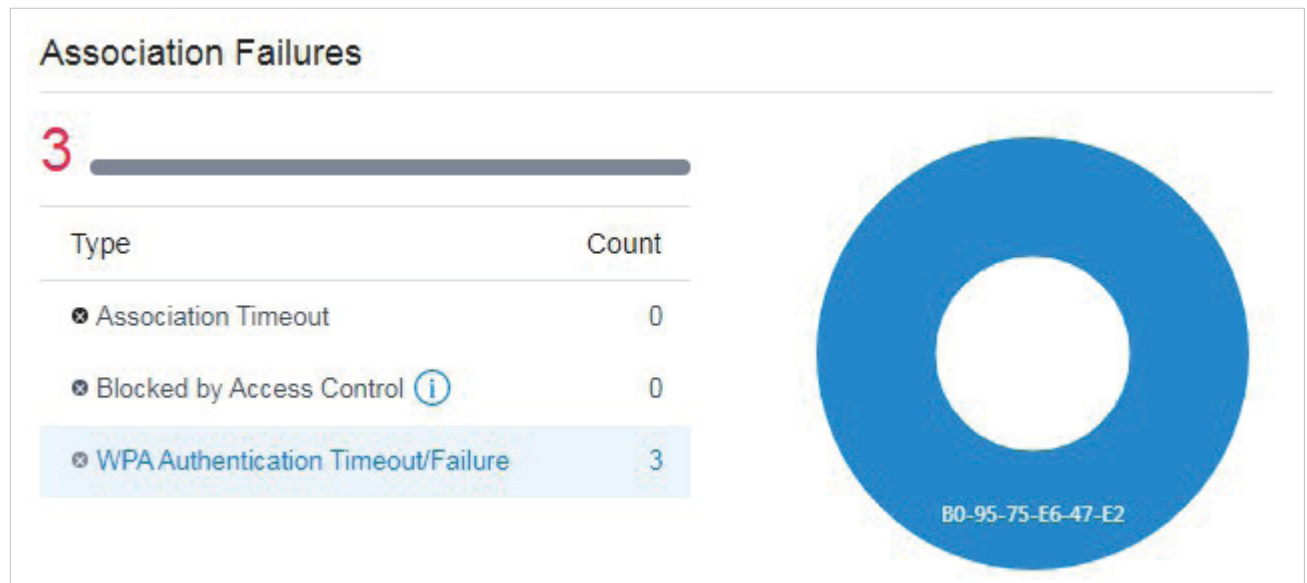 Association Failures
3
Type Count
Association Timeout 0
Blocked by Access Control i 0
WPA Authentication Timeout/Failure 3
B0-95-75-E6-47-E2